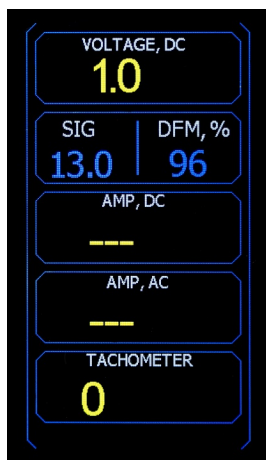 VOLTAGE, DC
1.0
SIG DFM, %
13.0 96
AMP, DC
---
AMP, AC
---
TACHOMETER
0